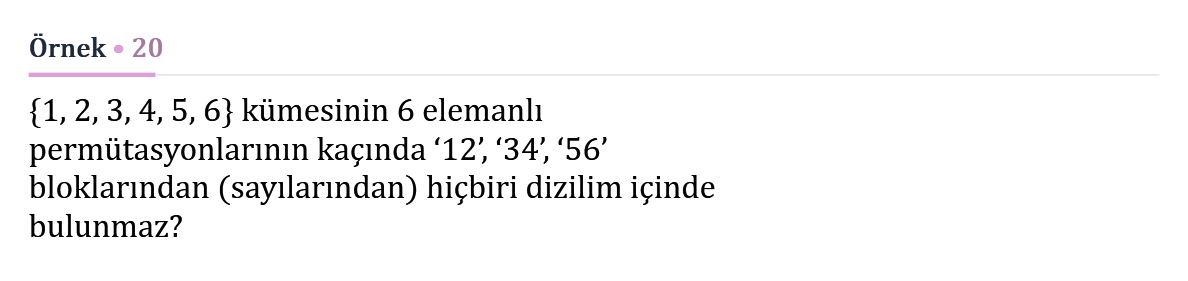 Örnek • 20
{1, 2, 3, 4, 5, 6} kümesinin 6 elemanlı
permütasyonlarının kaçında ‘12’, ‘34’, ‘56’
bloklarından (sayılarından) hiçbiri dizilim içinde
bulunmaz?